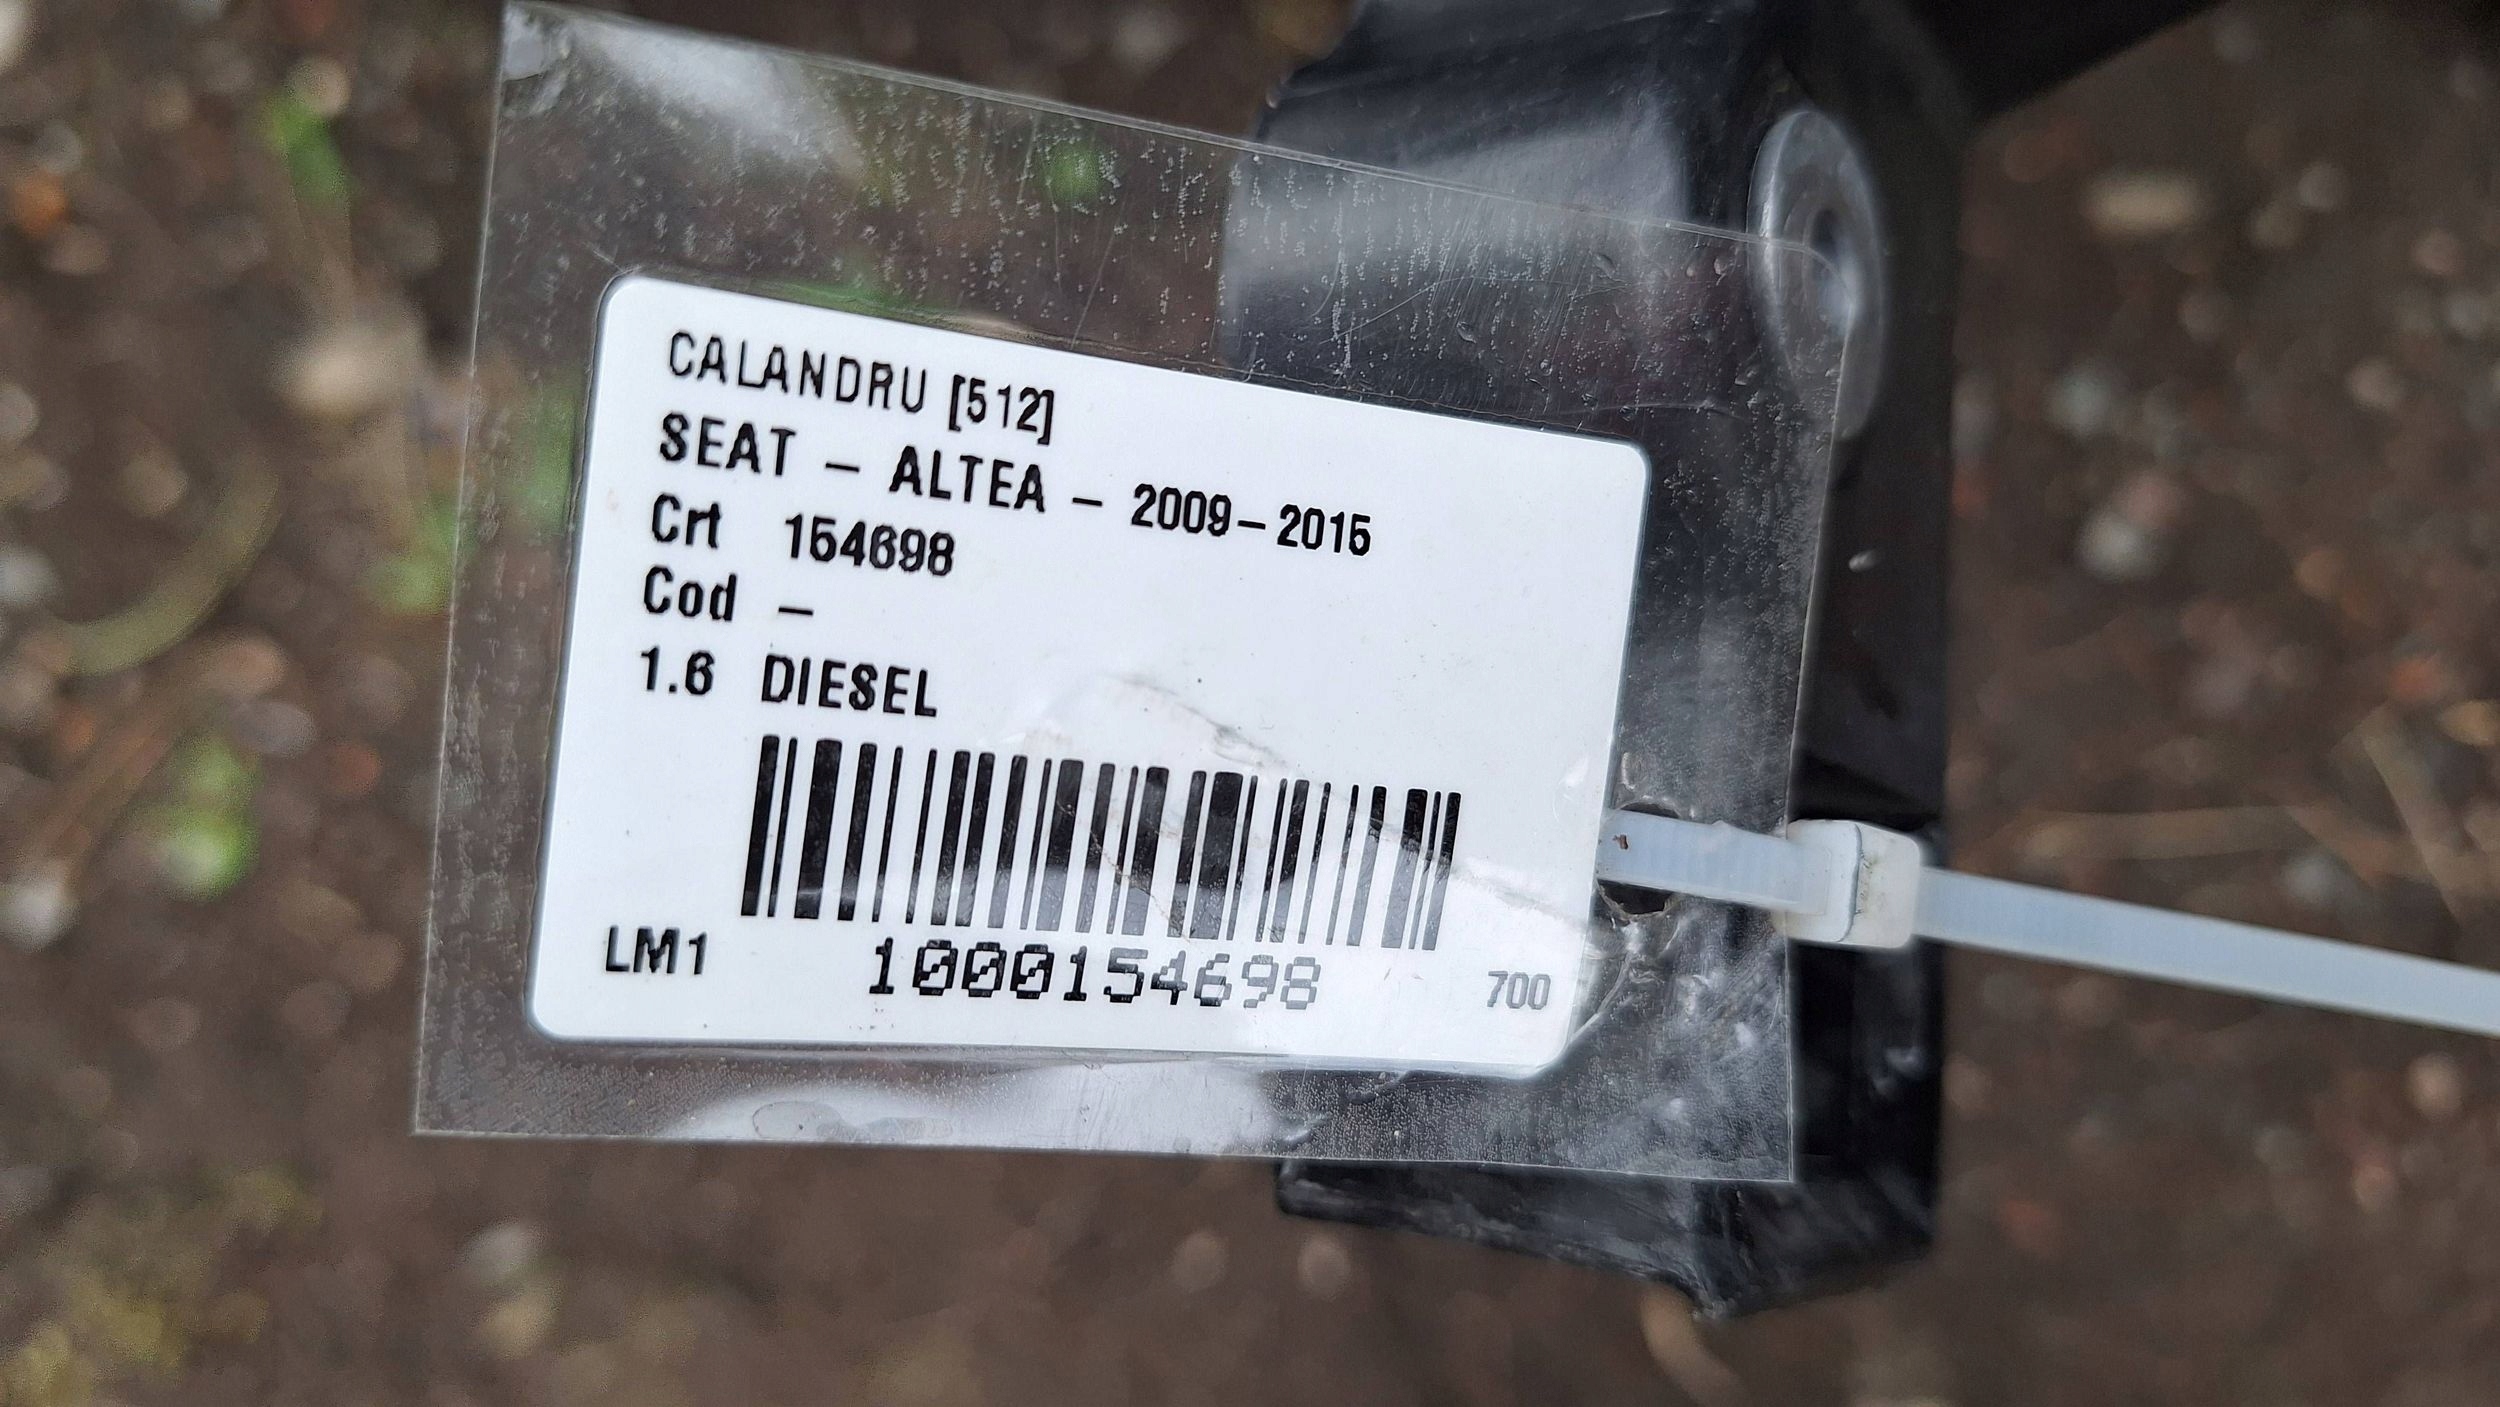 CALANDRU [512]
SEAT - ALTEA - 2009-2015
Crt 154698
Cod -
1.6 DIESEL
LM1 1000154698 700